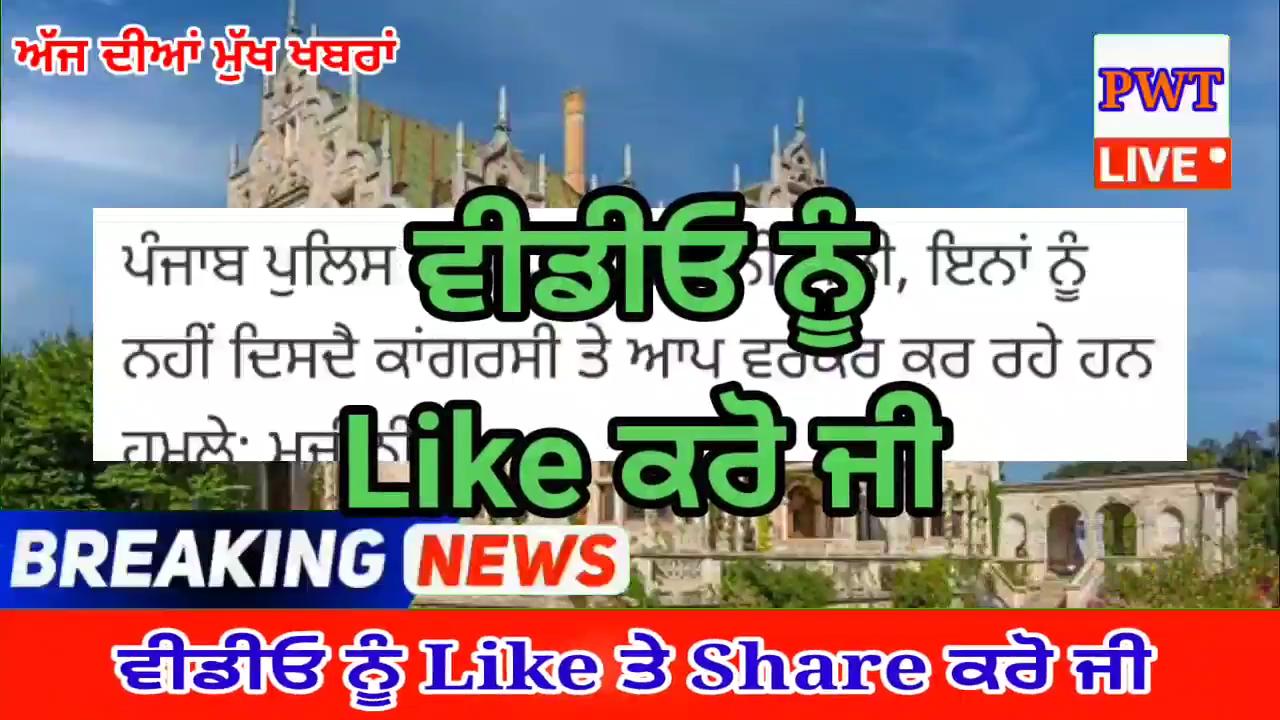 ਅੱਜ ਦੀਆਂ ਮੁੱਖ ਖਬਰਾਂ
PWT
LIVE
ਪੰਜਾਬ ਪੁਲਿਸ
ਇਨਾਂ ਨੂੰ
ਨਹੀਂ ਦਿਸਦੈ ਕਾਂਗਰਸੀ ਤੇ ਆਪ ਵਰਕਰ ਕਰ ਰਹੇ ਹਨ
ਹਮਲੇ:
ਵੀਡੀਓ ਨੂੰ
Like ਕਰੋ ਜੀ
BREAKING NEWS
ਵੀਡੀਓ ਨੂੰ Like ਤੇ Share ਕਰੋ ਜੀ